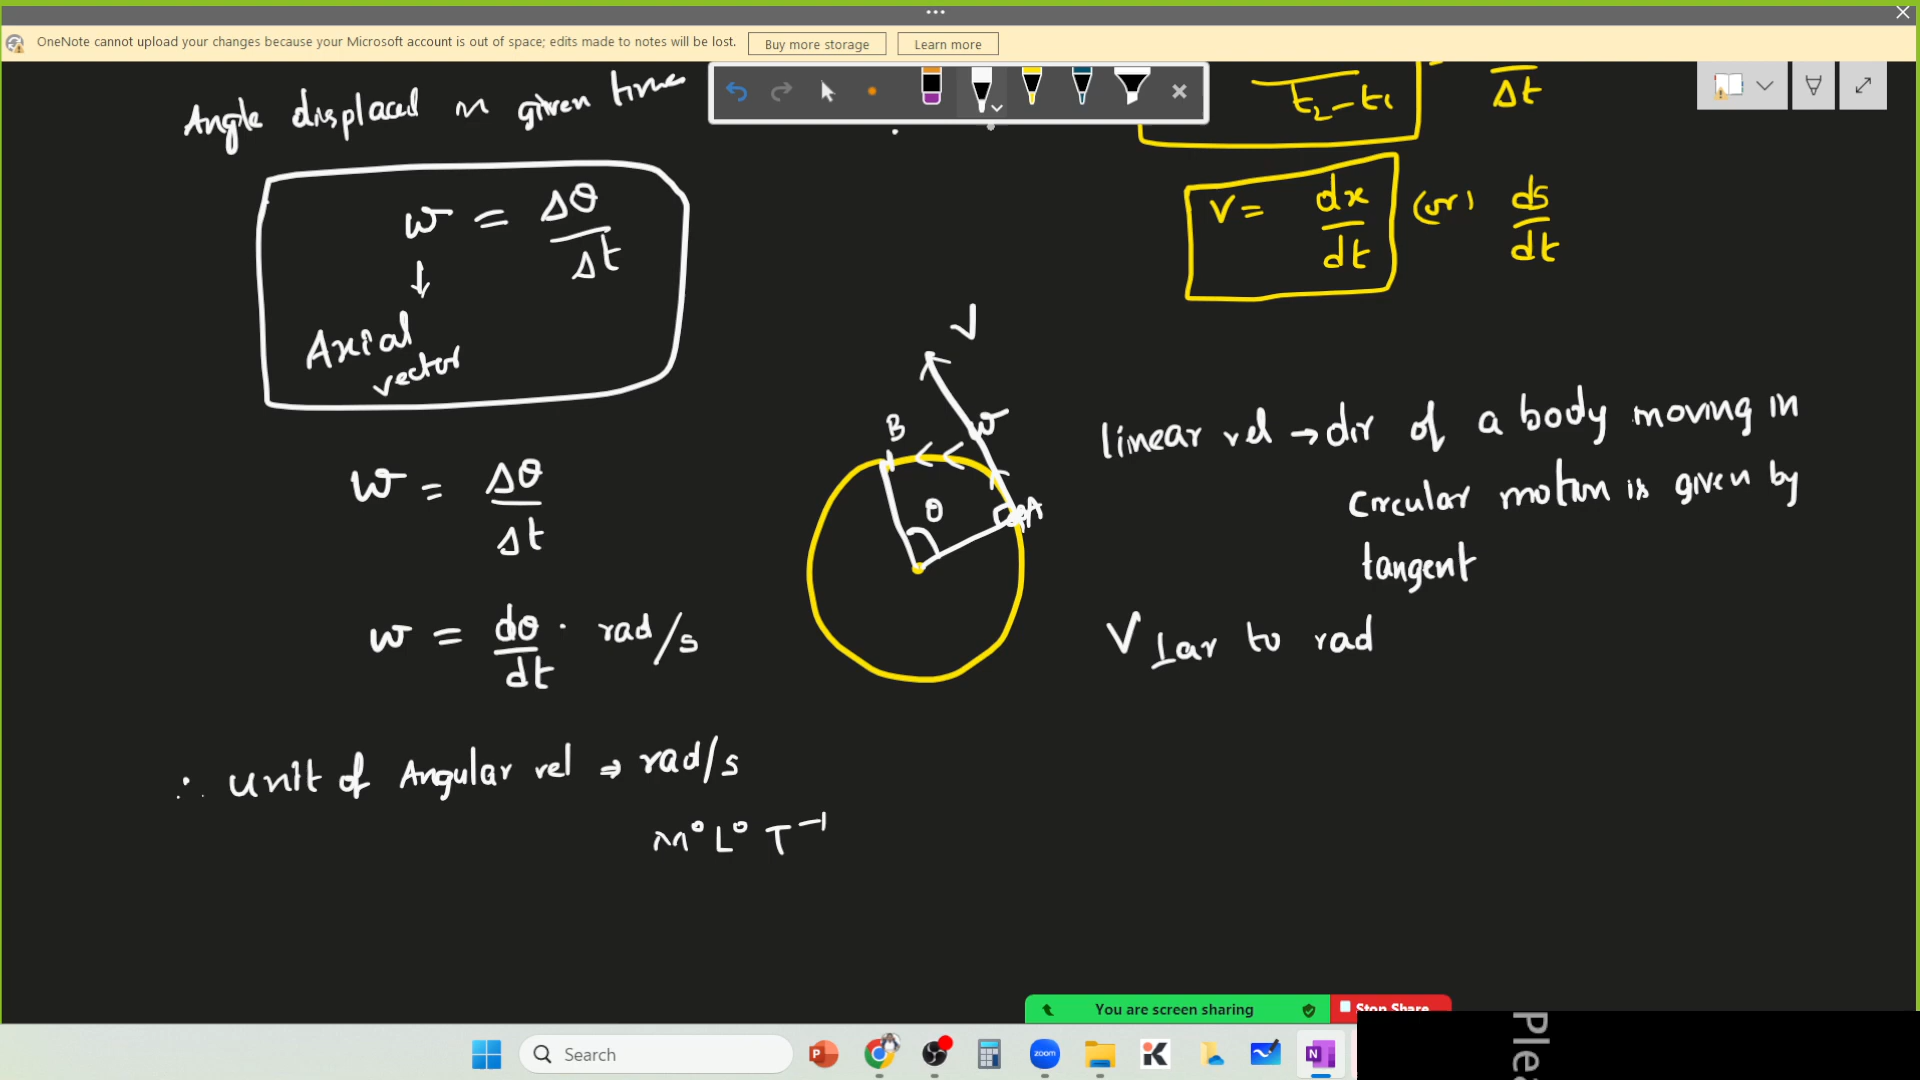 OneNote cannot upload your changes because your Microsoft account is out of space; edits made to notes will be lost. Buy more storage Learn more
Angle displaced in given time
t₂ - t₁
Δt
w = Δθ/Δt
↓
Axial
vector
V = dx/dt (or) ds/dt
V
B
w
θ
A
w = Δθ/Δt
w = dθ/dt . rad/s
∴ unit of Angular vel ⇒ rad/s
M⁰ L⁰ T⁻¹
linear vel → dir of a body moving in
circular motion is given by
tangent
V ⊥ar to rad
You are screen sharing
Stop Share
Search
zoom
Plea